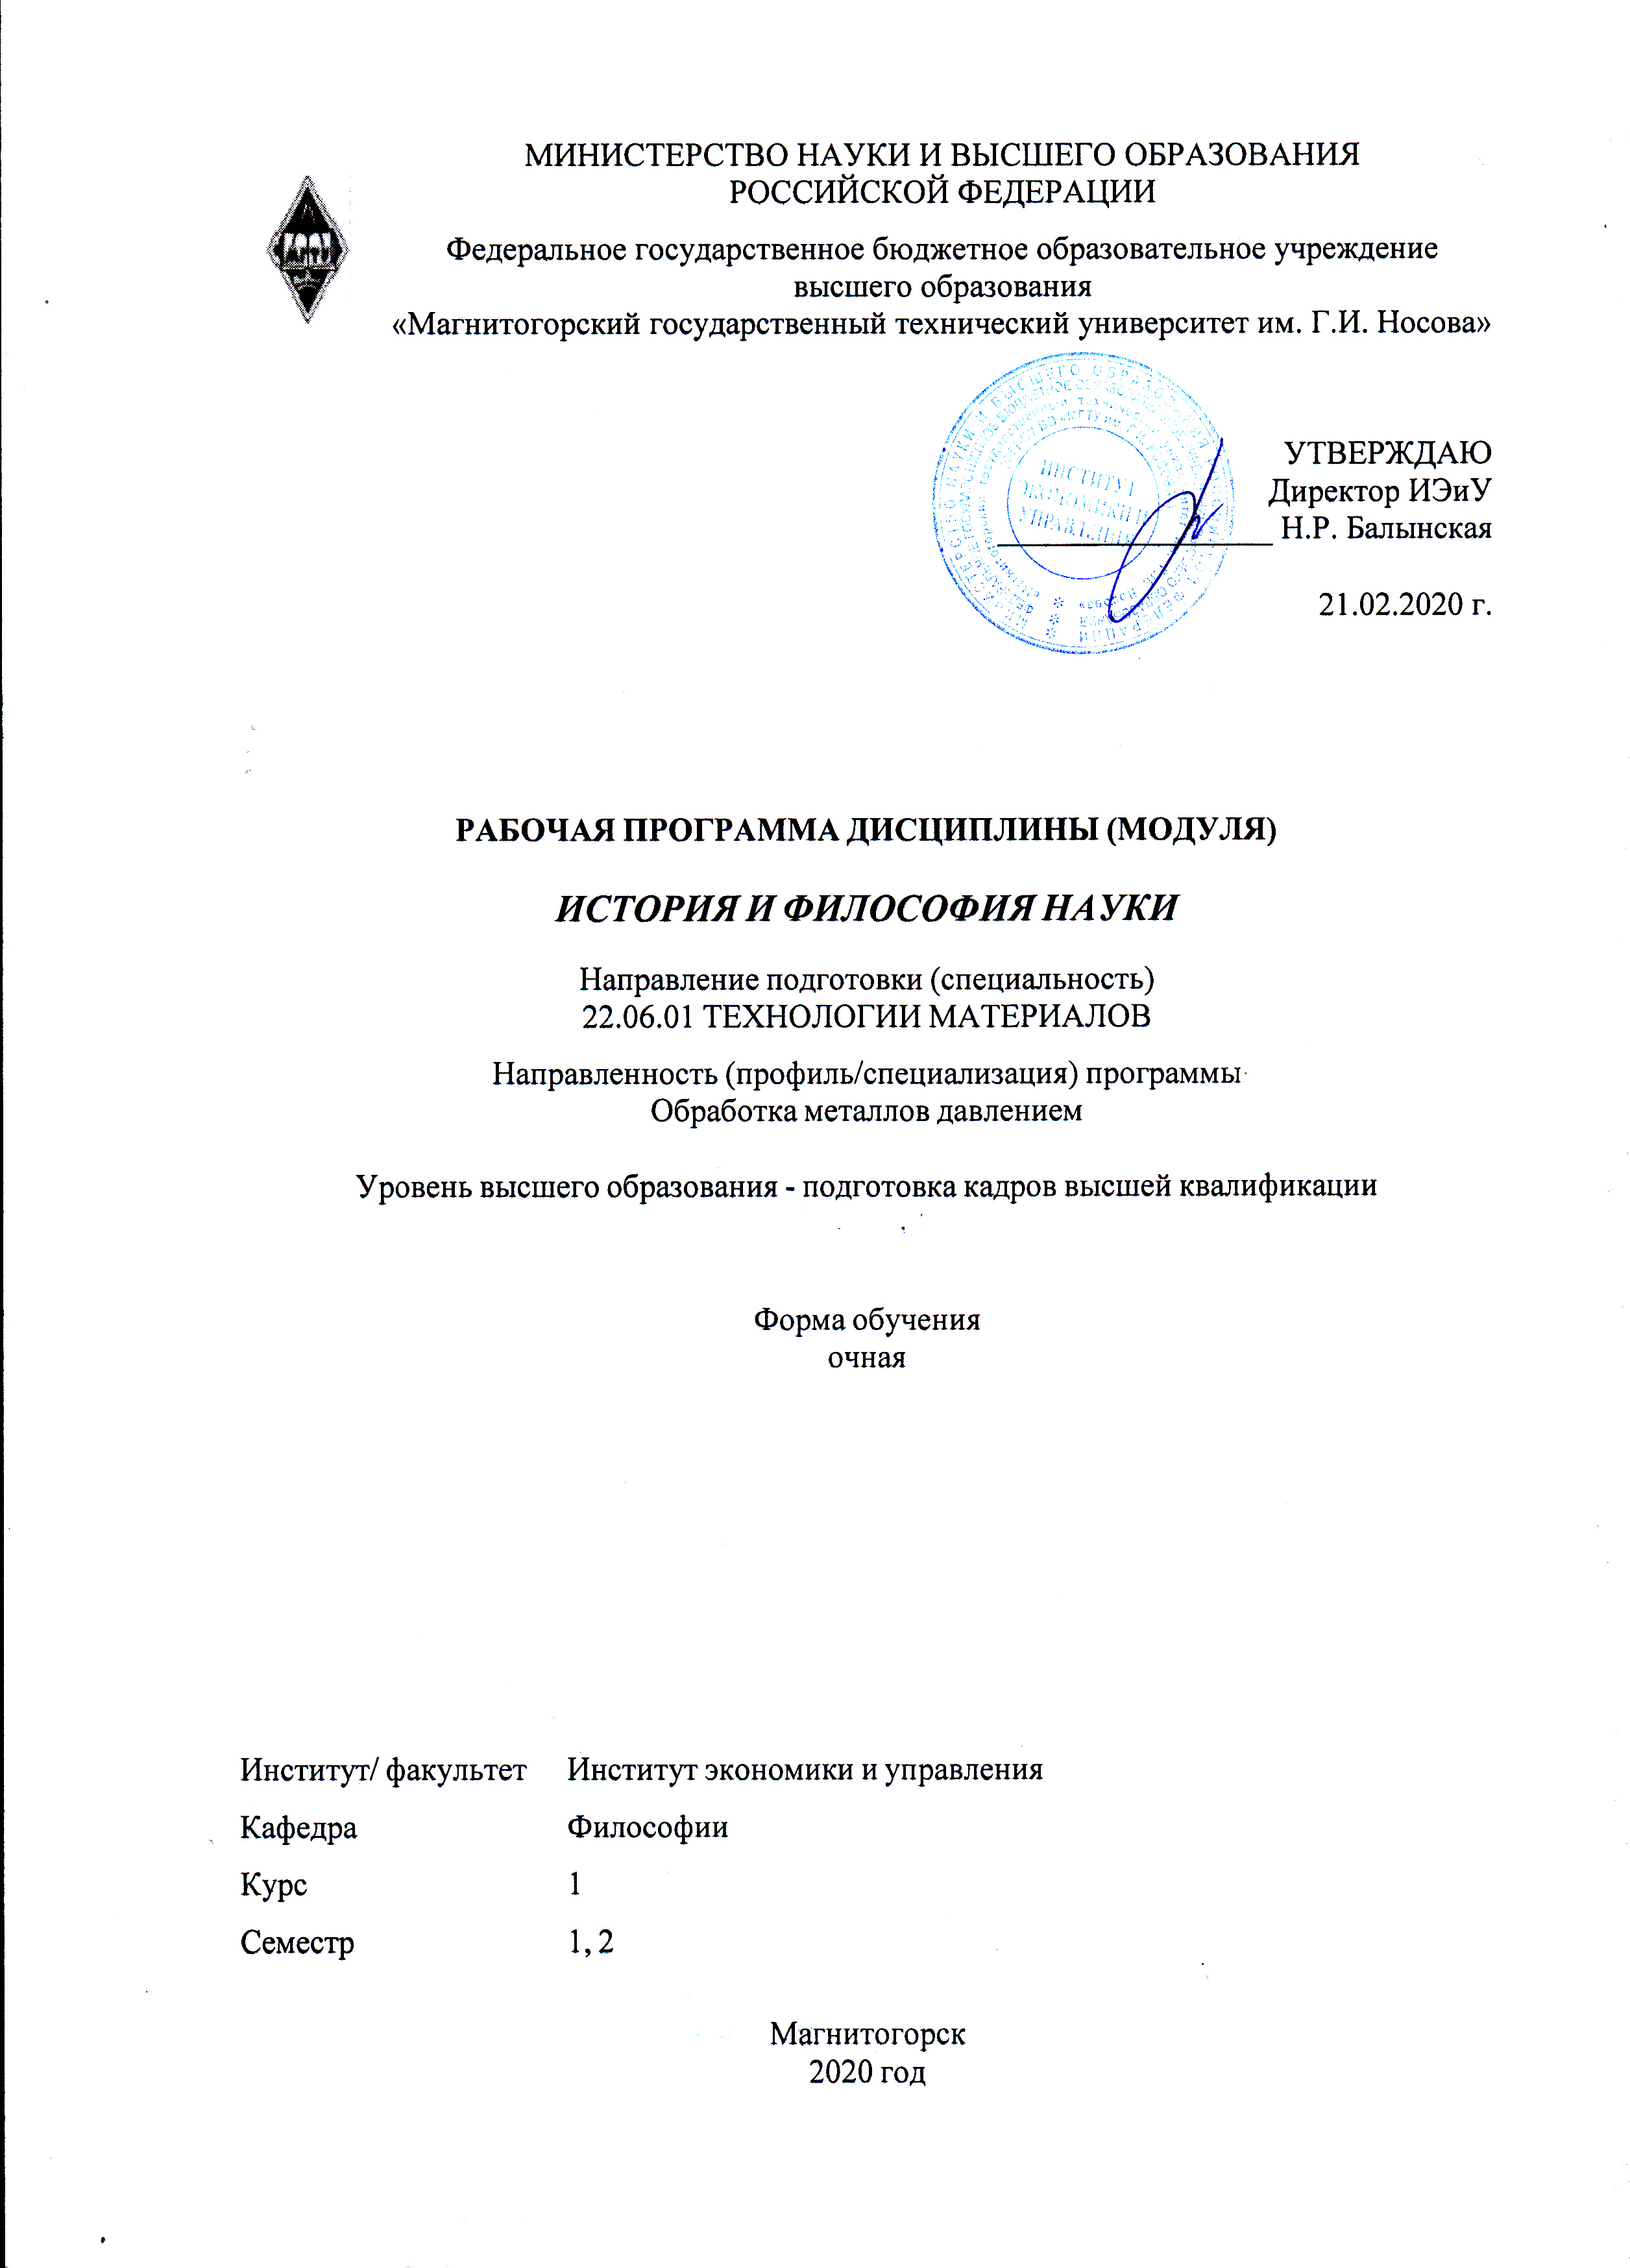 МИНИСТЕРСТВО НАУКИ И ВЫСШЕГО ОБРАЗОВАНИЯ
РОССИЙСКОЙ ФЕДЕРАЦИИ
Федеральное государственное бюджетное образовательное учреждение
высшего образования
«Магнитогорский государственный технический университет им. Г.И. Носова»
ИНСТИТУТ
ЭКОНОМИКИ И
УПРАВЛЕНИЯ
УТВЕРЖДАЮ
Директор ИЭиУ
Н.Р. Балынская
21.02.2020 г.
РАБОЧАЯ ПРОГРАММА ДИСЦИПЛИНЫ (МОДУЛЯ)
ИСТОРИЯ И ФИЛОСОФИЯ НАУКИ
Направление подготовки (специальность)
22.06.01 ТЕХНОЛОГИИ МАТЕРИАЛОВ
Направленность (профиль/специализация) программы
Обработка металлов давлением
Уровень высшего образования - подготовка кадров высшей квалификации
Форма обучения
очная
Институт/ факультет Институт экономики и управления
Кафедра Философии
Курс 1
Семестр 1, 2
Магнитогорск
2020 год